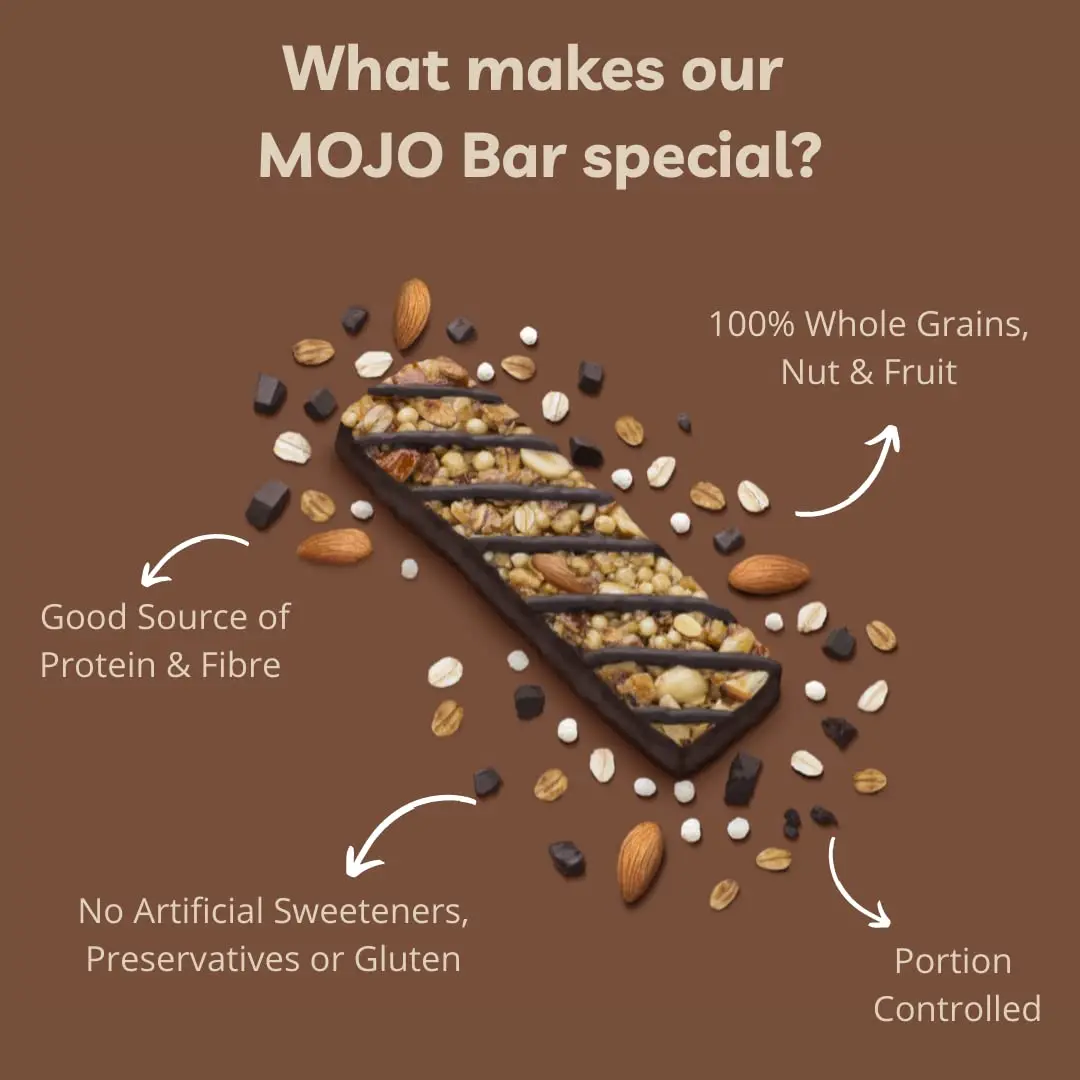 What makes our
MOJO Bar special?
100% Whole Grains,
Nut & Fruit
Good Source of
Protein & Fibre
No Artificial Sweeteners,
Preservatives or Gluten
Portion
Controlled